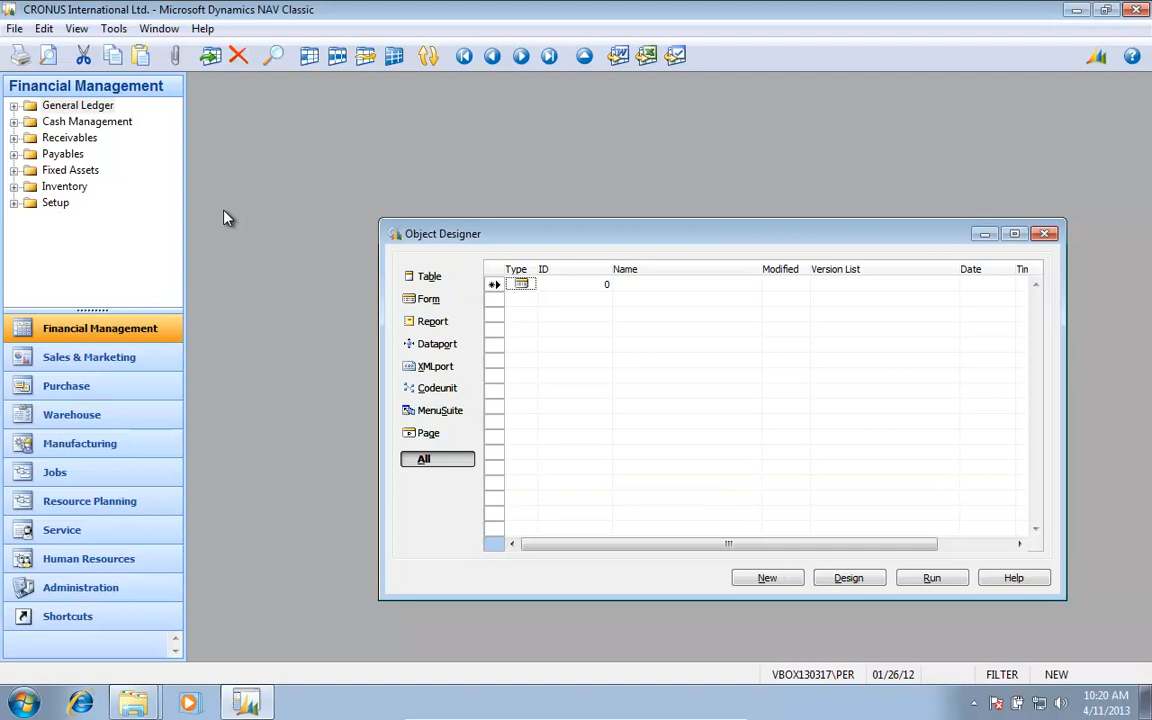 CRONUS International Ltd. - Microsoft Dynamics NAV Classic
File Edit View Tools Window Help
Financial Management
General Ledger
Cash Management
Receivables
Payables
Fixed Assets
Inventory
Setup
Financial Management
Sales & Marketing
Purchase
Warehouse
Manufacturing
Jobs
Resource Planning
Service
Human Resources
Administration
Shortcuts
Object Designer
Table
Form
Report
Dataport
XMLport
Codeunit
MenuSuite
Page
All
Type ID Name Modified Version List Date Tin
0
New Design Run Help
VBOX130317\PER 01/26/12 FILTER NEW
10:20 AM
4/11/2013